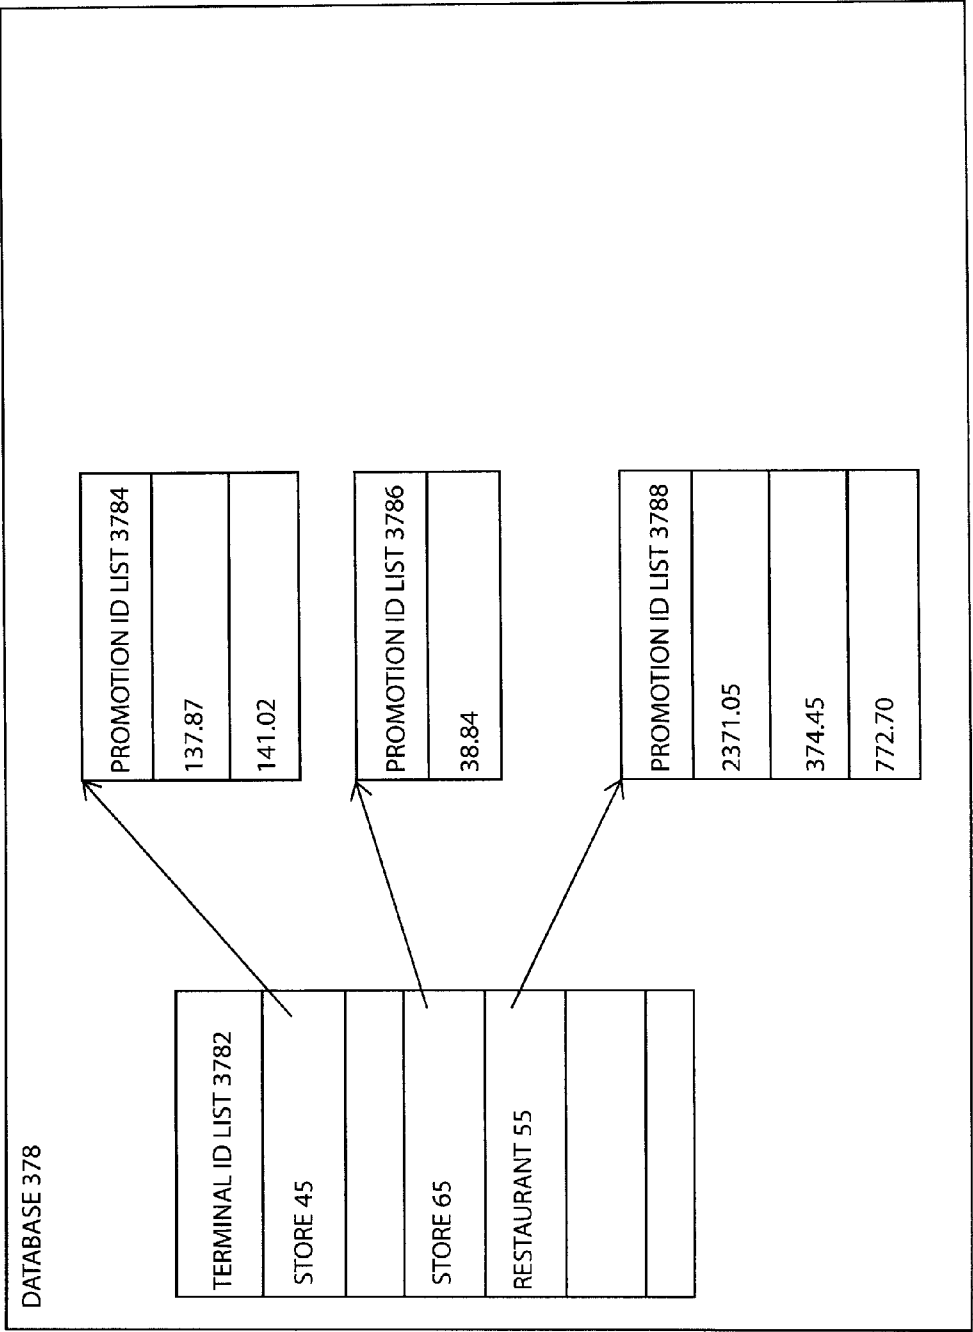 DATABASE 378
TERMINAL ID LIST 3782
STORE 45
STORE 65
RESTAURANT 55
PROMOTION ID LIST 3784
137.87
141.02
PROMOTION ID LIST 3786
38.84
PROMOTION ID LIST 3788
2371.05
374.45
772.70